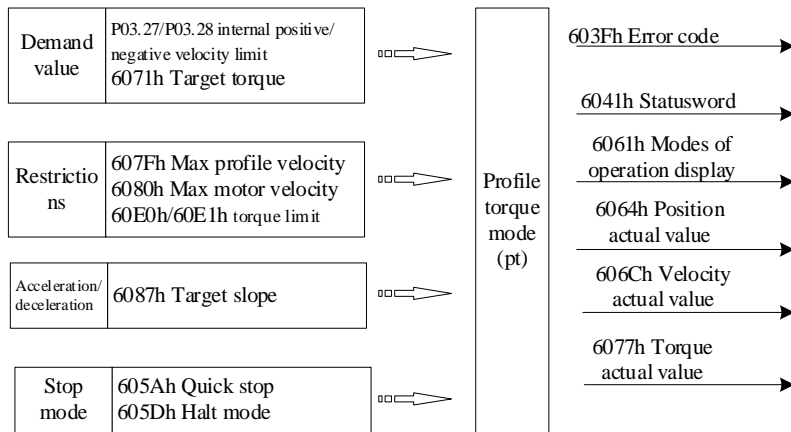 Demand
value
P03.27/P03.28 internal positive/
negative velocity limit
6071h Target torque
Restrictio
ns
607Fh Max profile velocity
6080h Max motor velocity
60E0h/60E1h torque limit
Acceleration/
deceleration
6087h Target slope
Stop
mode
605Ah Quick stop
605Dh Halt mode
Profile
torque
mode
(pt)
603Fh Error code
6041h Statusword
6061h Modes of
operation display
6064h Position
actual value
606Ch Velocity
actual value
6077h Torque
actual value